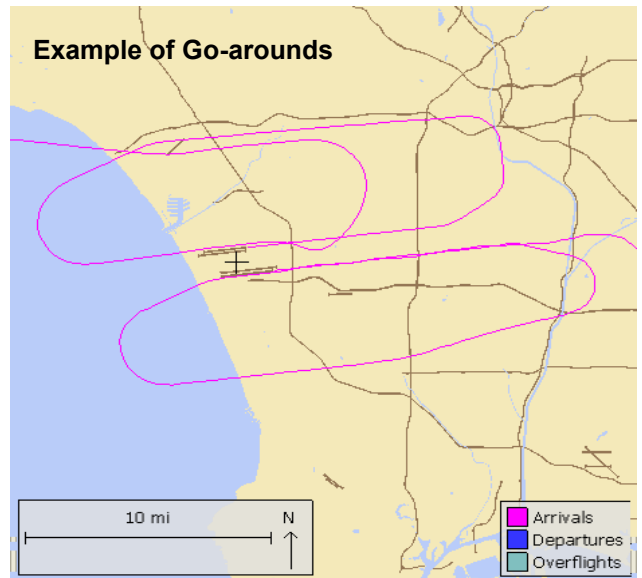 Example of Go-arounds
10 mi
N
Arrivals
Departures
Overflights